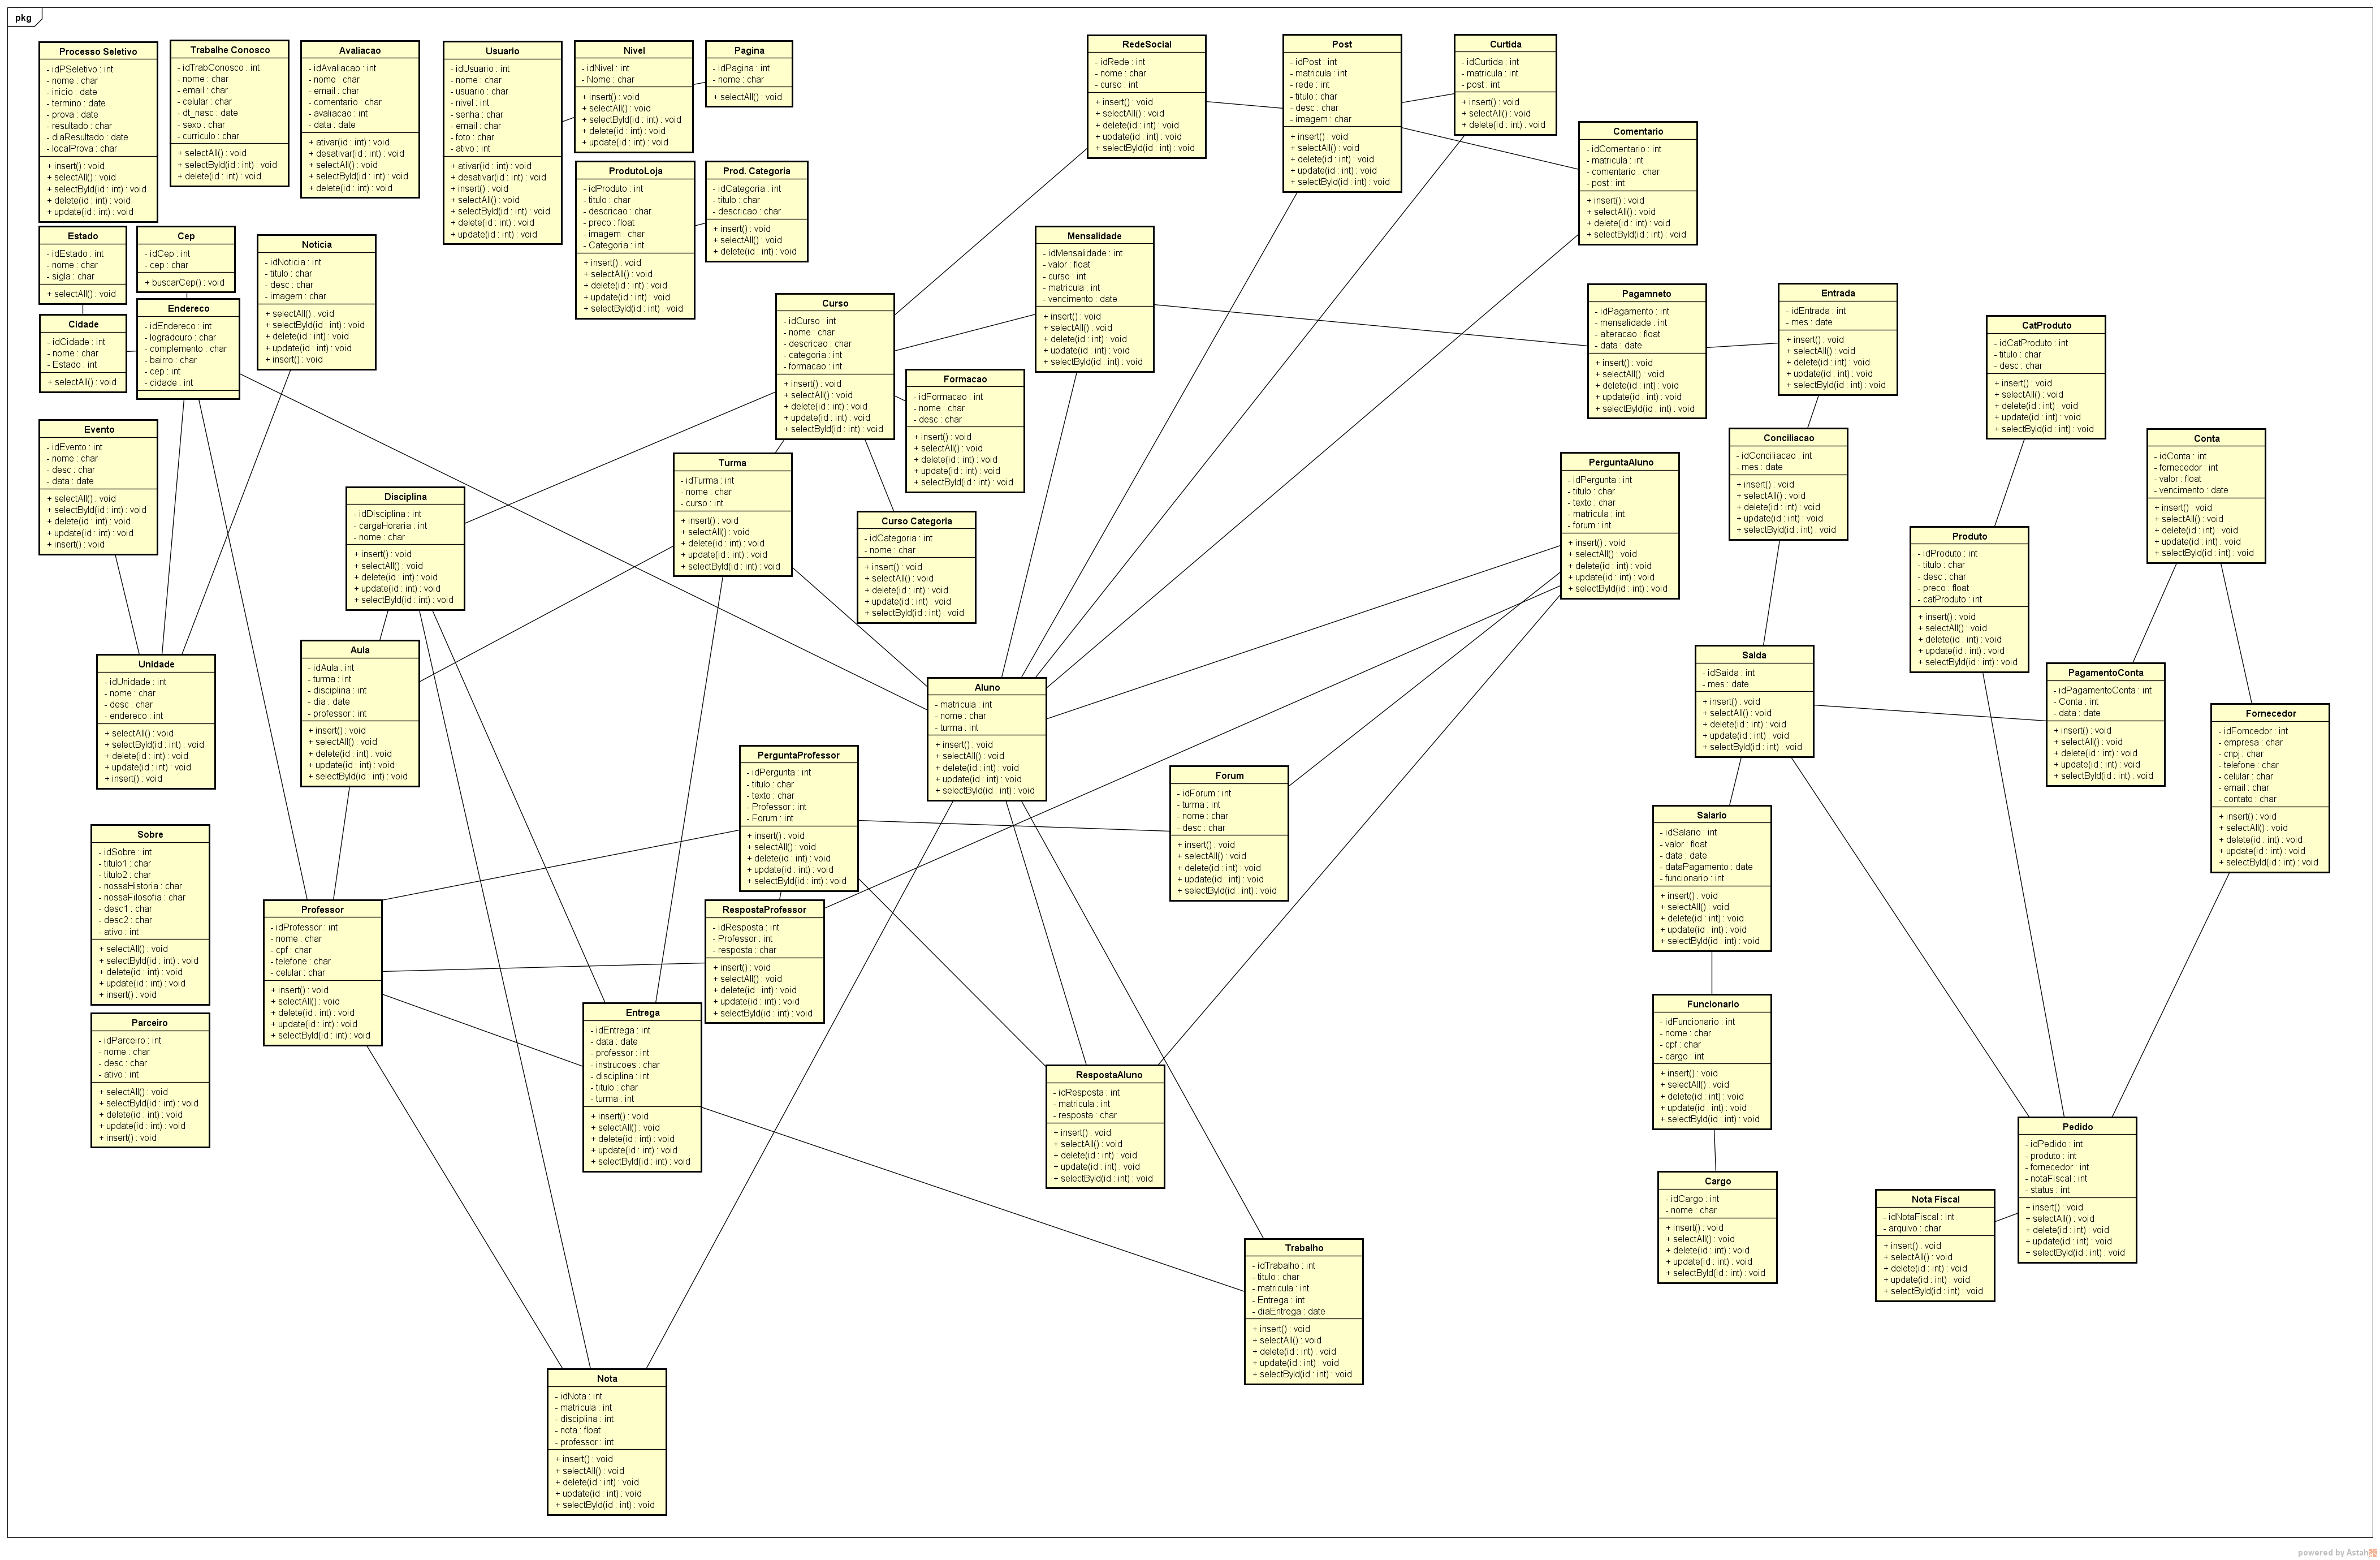 pkg
Processo Seletivo
- idPSeletivo : int
- nome : char
- inicio : date
- termino : date
- prova : date
- resultado : char
- diaResultado : date
- localProva : char
+ insert() : void
+ selectAll() : void
+ selectById(id : int) : void
+ delete(id : int) : void
+ update(id : int) : void
Trabalhe Conosco
- idTrabConosco : int
- nome : char
- email : char
- celular : char
- dt_nasc : date
- sexo : char
- curriculo : char
+ selectAll() : void
+ selectById(id : int) : void
+ delete(id : int) : void
Avaliacao
- idAvaliacao : int
- nome : char
- email : char
- comentario : char
- avaliacao : int
- data : date
+ ativar(id : int) : void
+ desativar(id : int) : void
+ selectAll() : void
+ selectById(id : int) : void
+ delete(id : int) : void
Usuario
- idUsuario : int
- nome : char
- usuario : char
- nivel : int
- senha : char
- email : char
- foto : char
- ativo : int
+ ativar(id : int) : void
+ desativar(id : int) : void
+ insert() : void
+ selectAll() : void
+ selectById(id : int) : void
+ delete(id : int) : void
+ update(id : int) : void
Nivel
- idNivel : int
- Nome : char
+ insert() : void
+ selectAll() : void
+ selectById(id : int) : void
+ delete(id : int) : void
+ update(id : int) : void
Pagina
- idPagina : int
- nome : char
+ selectAll() : void
ProdutoLoja
- idProduto : int
- titulo : char
- descricao : char
- preco : float
- imagem : char
- Categoria : int
+ insert() : void
+ selectAll() : void
+ delete(id : int) : void
+ update(id : int) : void
+ selectById(id : int) : void
Prod. Categoria
- idCategoria : int
- titulo : char
- descricao : char
+ insert() : void
+ selectAll() : void
+ delete(id : int) : void
RedeSocial
- idRede : int
- nome : char
- curso : int
+ insert() : void
+ selectAll() : void
+ delete(id : int) : void
+ update(id : int) : void
+ selectById(id : int) : void
Post
- idPost : int
- matricula : int
- rede : int
- titulo : char
- desc : char
- imagem : char
+ insert() : void
+ selectAll() : void
+ delete(id : int) : void
+ update(id : int) : void
+ selectById(id : int) : void
Curtida
- idCurtida : int
- matricula : int
- post : int
+ insert() : void
+ selectAll() : void
+ delete(id : int) : void
Comentario
- idComentario : int
- matricula : int
- comentario : char
- post : int
+ insert() : void
+ selectAll() : void
+ delete(id : int) : void
+ selectById(id : int) : void
Estado
- idEstado : int
- nome : char
- sigla : char
+ selectAll() : void
Cep
- idCep : int
- cep : char
+ buscarCep() : void
Noticia
- idNoticia : int
- titulo : char
- desc : char
- imagem : char
+ selectAll() : void
+ selectById(id : int) : void
+ delete(id : int) : void
+ update(id : int) : void
+ insert() : void
Cidade
- idCidade : int
- nome : char
- Estado : int
+ selectAll() : void
Endereco
- idEndereco : int
- logradouro : char
- complemento : char
- bairro : char
- cep : int
- cidade : int
Mensalidade
- idMensalidade : int
- valor : float
- curso : int
- matricula : int
- vencimento : date
+ insert() : void
+ selectAll() : void
+ delete(id : int) : void
+ update(id : int) : void
+ selectById(id : int) : void
Curso
- idCurso : int
- nome : char
- descricao : char
- categoria : int
- formacao : int
+ insert() : void
+ selectAll() : void
+ delete(id : int) : void
+ update(id : int) : void
+ selectById(id : int) : void
Formacao
- idFormacao : int
- nome : char
- desc : char
+ insert() : void
+ selectAll() : void
+ delete(id : int) : void
+ update(id : int) : void
+ selectById(id : int) : void
Pagamneto
- idPagamento : int
- mensalidade : int
- alteracao : float
- data : date
+ insert() : void
+ selectAll() : void
+ delete(id : int) : void
+ update(id : int) : void
+ selectById(id : int) : void
Entrada
- idEntrada : int
- mes : date
+ insert() : void
+ selectAll() : void
+ delete(id : int) : void
+ update(id : int) : void
+ selectById(id : int) : void
CatProduto
- idCatProduto : int
- titulo : char
- desc : char
+ insert() : void
+ selectAll() : void
+ delete(id : int) : void
+ update(id : int) : void
+ selectById(id : int) : void
Evento
- idEvento : int
- nome : char
- desc : char
- data : date
+ selectAll() : void
+ selectById(id : int) : void
+ delete(id : int) : void
+ update(id : int) : void
+ insert() : void
Disciplina
- idDisciplina : int
- cargaHoraria : int
- nome : char
+ insert() : void
+ selectAll() : void
+ delete(id : int) : void
+ update(id : int) : void
+ selectById(id : int) : void
Turma
- idTurma : int
- nome : char
- curso : int
+ insert() : void
+ selectAll() : void
+ delete(id : int) : void
+ update(id : int) : void
+ selectById(id : int) : void
Curso Categoria
- idCategoria : int
- nome : char
+ insert() : void
+ selectAll() : void
+ delete(id : int) : void
+ update(id : int) : void
+ selectById(id : int) : void
PerguntaAluno
- idPergunta : int
- titulo : char
- texto : char
- matricula : int
- forum : int
+ insert() : void
+ selectAll() : void
+ delete(id : int) : void
+ update(id : int) : void
+ selectById(id : int) : void
Conciliacao
- idConciliacao : int
- mes : date
+ insert() : void
+ selectAll() : void
+ delete(id : int) : void
+ update(id : int) : void
+ selectById(id : int) : void
Conta
- idConta : int
- fornecedor : int
- valor : float
- vencimento : date
+ insert() : void
+ selectAll() : void
+ delete(id : int) : void
+ update(id : int) : void
+ selectById(id : int) : void
Produto
- idProduto : int
- titulo : char
- desc : char
- preco : float
- catProduto : int
+ insert() : void
+ selectAll() : void
+ delete(id : int) : void
+ update(id : int) : void
+ selectById(id : int) : void
Unidade
- idUnidade : int
- nome : char
- desc : char
- endereco : int
+ selectAll() : void
+ selectById(id : int) : void
+ delete(id : int) : void
+ update(id : int) : void
+ insert() : void
Aula
- idAula : int
- turma : int
- disciplina : int
- dia : date
- professor : int
+ insert() : void
+ selectAll() : void
+ delete(id : int) : void
+ update(id : int) : void
+ selectById(id : int) : void
Aluno
- matricula : int
- nome : char
- turma : int
+ insert() : void
+ selectAll() : void
+ delete(id : int) : void
+ update(id : int) : void
+ selectById(id : int) : void
Saida
- idSaida : int
- mes : date
+ insert() : void
+ selectAll() : void
+ delete(id : int) : void
+ update(id : int) : void
+ selectById(id : int) : void
PagamentoConta
- idPagamentoConta : int
- Conta : int
- data : date
+ insert() : void
+ selectAll() : void
+ delete(id : int) : void
+ update(id : int) : void
+ selectById(id : int) : void
Fornecedor
- idForncedor : int
- empresa : char
- cnpj : char
- telefone : char
- celular : char
- email : char
- contato : char
+ insert() : void
+ selectAll() : void
+ delete(id : int) : void
+ update(id : int) : void
+ selectById(id : int) : void
PerguntaProfessor
- idPergunta : int
- titulo : char
- texto : char
- Professor : int
- Forum : int
+ insert() : void
+ selectAll() : void
+ delete(id : int) : void
+ update(id : int) : void
+ selectById(id : int) : void
Forum
- idForum : int
- turma : int
- nome : char
- desc : char
+ insert() : void
+ selectAll() : void
+ delete(id : int) : void
+ update(id : int) : void
+ selectById(id : int) : void
Sobre
- idSobre : int
- titulo1 : char
- titulo2 : char
- nossaHistoria : char
- nossaFilosofia : char
- desc1 : char
- desc2 : char
- ativo : int
+ selectAll() : void
+ selectById(id : int) : void
+ delete(id : int) : void
+ update(id : int) : void
+ insert() : void
Salario
- idSalario : int
- valor : float
- data : date
- dataPagamento : date
- funcionario : int
+ insert() : void
+ selectAll() : void
+ delete(id : int) : void
+ update(id : int) : void
+ selectById(id : int) : void
Professor
- idProfessor : int
- nome : char
- cpf : char
- telefone : char
- celular : char
+ insert() : void
+ selectAll() : void
+ delete(id : int) : void
+ update(id : int) : void
+ selectById(id : int) : void
RespostaProfessor
- idResposta : int
- Professor : int
- resposta : char
+ insert() : void
+ selectAll() : void
+ delete(id : int) : void
+ update(id : int) : void
+ selectById(id : int) : void
Parceiro
- idParceiro : int
- nome : char
- desc : char
- ativo : int
+ selectAll() : void
+ selectById(id : int) : void
+ delete(id : int) : void
+ update(id : int) : void
+ insert() : void
Entrega
- idEntrega : int
- data : date
- professor : int
- instrucoes : char
- disciplina : int
- titulo : char
- turma : int
+ insert() : void
+ selectAll() : void
+ delete(id : int) : void
+ update(id : int) : void
+ selectById(id : int) : void
Funcionario
- idFuncionario : int
- nome : char
- cpf : char
- cargo : int
+ insert() : void
+ selectAll() : void
+ delete(id : int) : void
+ update(id : int) : void
+ selectById(id : int) : void
RespostaAluno
- idResposta : int
- matricula : int
- resposta : char
+ insert() : void
+ selectAll() : void
+ delete(id : int) : void
+ update(id : int) : void
+ selectById(id : int) : void
Pedido
- idPedido : int
- produto : int
- fornecedor : int
- notaFiscal : int
- status : int
+ insert() : void
+ selectAll() : void
+ delete(id : int) : void
+ update(id : int) : void
+ selectById(id : int) : void
Cargo
- idCargo : int
- nome : char
+ insert() : void
+ selectAll() : void
+ delete(id : int) : void
+ update(id : int) : void
+ selectById(id : int) : void
Nota Fiscal
- idNotaFiscal : int
- arquivo : char
+ insert() : void
+ selectAll() : void
+ delete(id : int) : void
+ update(id : int) : void
+ selectById(id : int) : void
Trabalho
- idTrabalho : int
- titulo : char
- matricula : int
- Entrega : int
- diaEntrega : date
+ insert() : void
+ selectAll() : void
+ delete(id : int) : void
+ update(id : int) : void
+ selectById(id : int) : void
Nota
- idNota : int
- matricula : int
- disciplina : int
- nota : float
- professor : int
+ insert() : void
+ selectAll() : void
+ delete(id : int) : void
+ update(id : int) : void
+ selectById(id : int) : void
powered by Astah